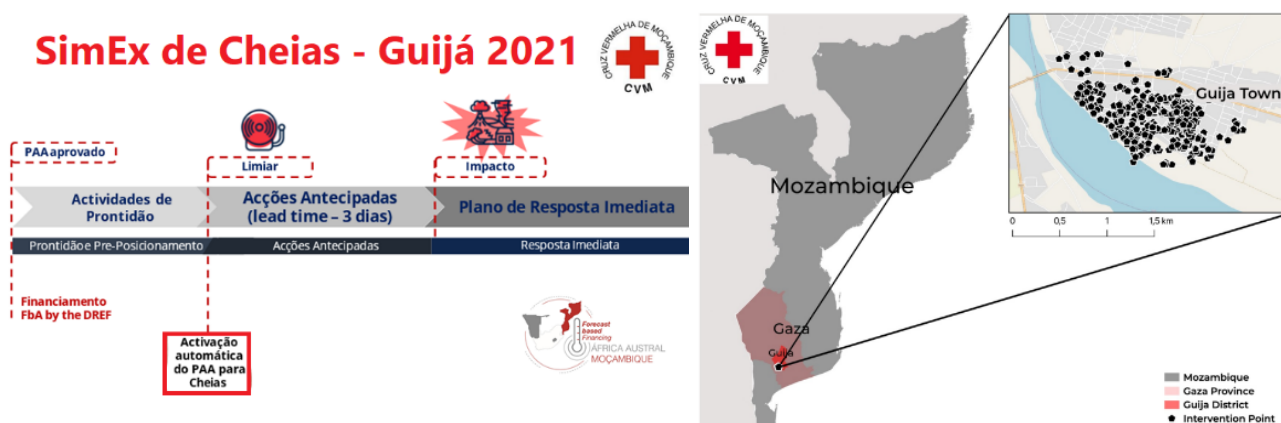 SimEx de Cheias - Guijá 2021
CRUZ VERMELHA DE MOÇAMBIQUE
CVM
PAA aprovado
Limiar
Impacto
Actividades de
Prontidão
Acções Antecipadas
(lead time – 3 dias)
Plano de Resposta Imediata
Prontidão e Pre-Posicionamento
Acções Antecipadas
Resposta Imediata
Financiamento
FbA by the DREF
Activação
automática
do PAA para
Cheias
Forecast
based
Financing
ÁFRICA AUSTRAL
MOÇAMBIQUE
CRUZ VERMELHA DE MOÇAMBIQUE
CVM
Mozambique
Gaza
Guijá
Guija Town
0 0,5 1 1,5 km
Mozambique
Gaza Province
Guija District
Intervention Point